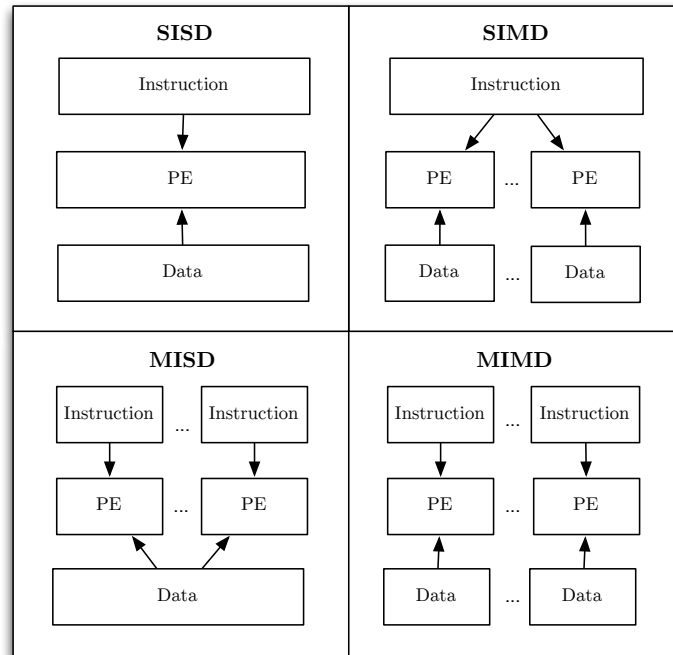 SISD
Instruction
PE
Data
SIMD
Instruction
PE ... PE
Data ... Data
MISD
Instruction ... Instruction
PE ... PE
Data
MIMD
Instruction ... Instruction
PE ... PE
Data ... Data